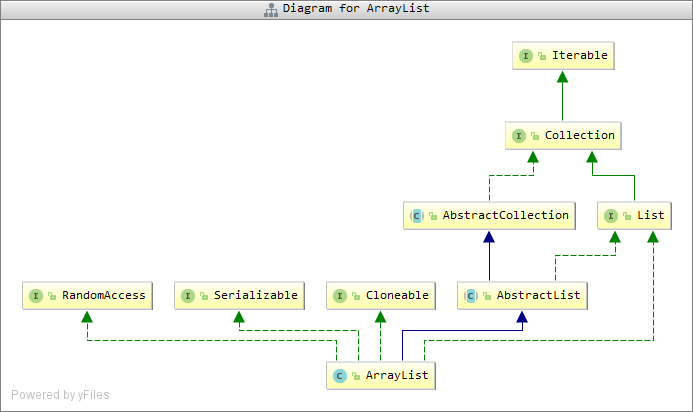 Diagram for ArrayList
I Iterable
I Collection
C AbstractCollection
I List
I RandomAccess
I Serializable
I Cloneable
C AbstractList
C ArrayList
Powered by yFiles